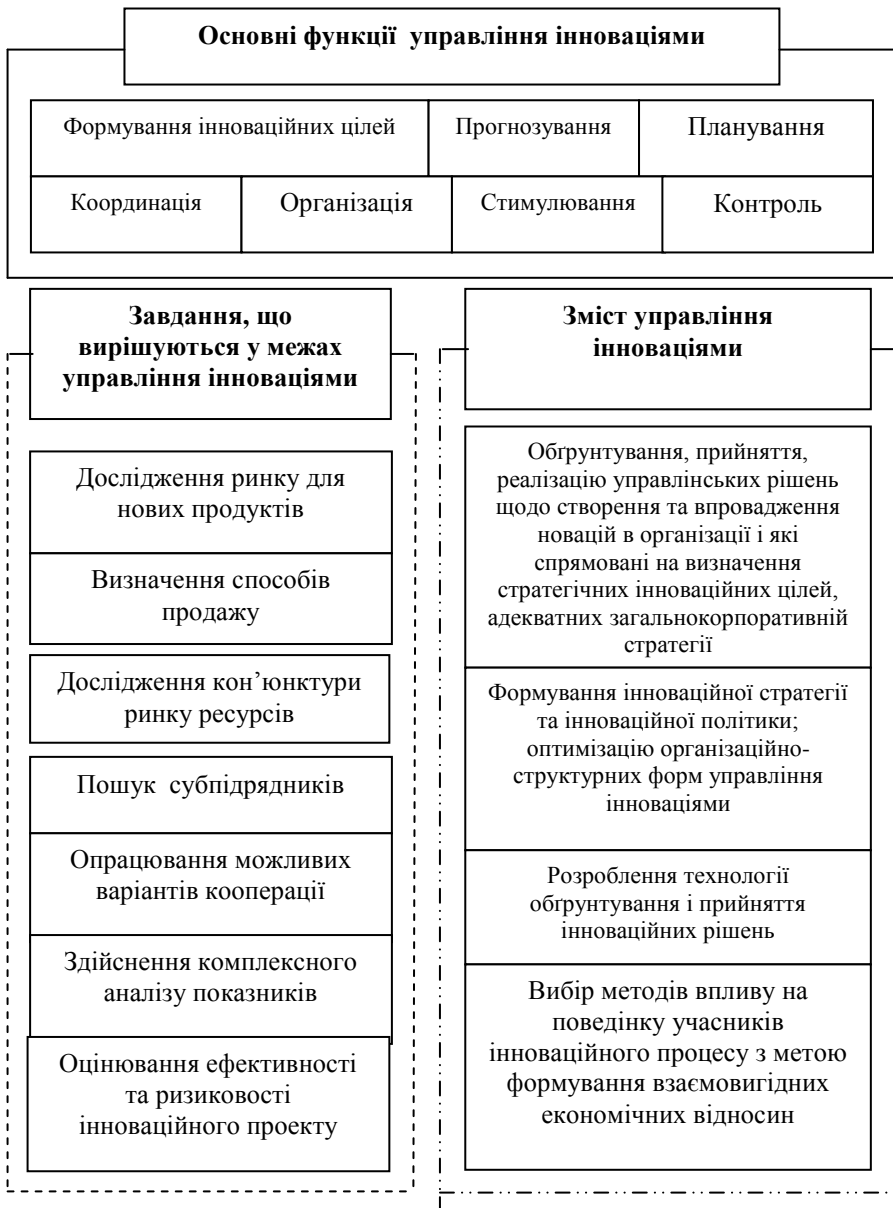 Основні функції управління інноваціями
Формування інноваційних цілей
Прогнозування
Планування
Координація
Організація
Стимулювання
Контроль
Завдання, що
вирішуються у межах
управління інноваціями
Дослідження ринку для
нових продуктів
Визначення способів
продажу
Дослідження кон’юнктури
ринку ресурсів
Пошук субпідрядників
Опрацювання можливих
варіантів кооперації
Здійснення комплексного
аналізу показників
Оцінювання ефективності
та ризиковості
інноваційного проекту
Зміст управління
інноваціями
Обґрунтування, прийняття,
реалізацію управлінських рішень
щодо створення та впровадження
новацій в організації і які
спрямовані на визначення
стратегічних інноваційних цілей,
адекватних загальнокорпоративній
стратегії
Формування інноваційної стратегії
та інноваційної політики;
оптимізацію організаційно-
структурних форм управління
інноваціями
Розроблення технології
обґрунтування і прийняття
інноваційних рішень
Вибір методів впливу на
поведінку учасників
інноваційного процесу з метою
формування взаємовигідних
економічних відносин